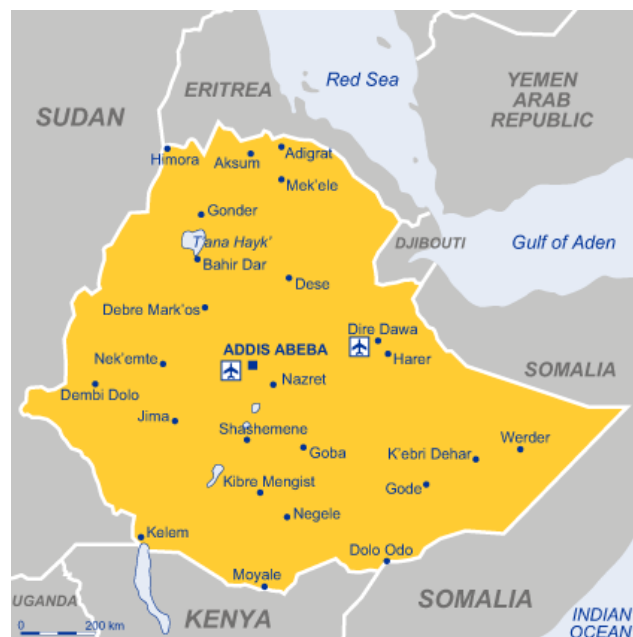 Red Sea
YEMEN
ARAB
REPUBLIC
ERITREA
SUDAN
Himora
Aksum
Adigrat
Mek'ele
Gonder
T'ana Hayk'
Bahir Dar
DJIBOUTI
Gulf of Aden
Dese
Debre Mark'os
Dire Dawa
ADDIS ABEBA
Harer
Nek'emte
SOMALIA
Nazret
Dembi Dolo
Jima
Shashemene
Goba
K'ebri Dehar
Werder
Kibre Mengist
Gode
Negele
Kelem
Dolo Odo
Moyale
UGANDA
KENYA
SOMALIA
INDIAN
OCEAN
0 200 km